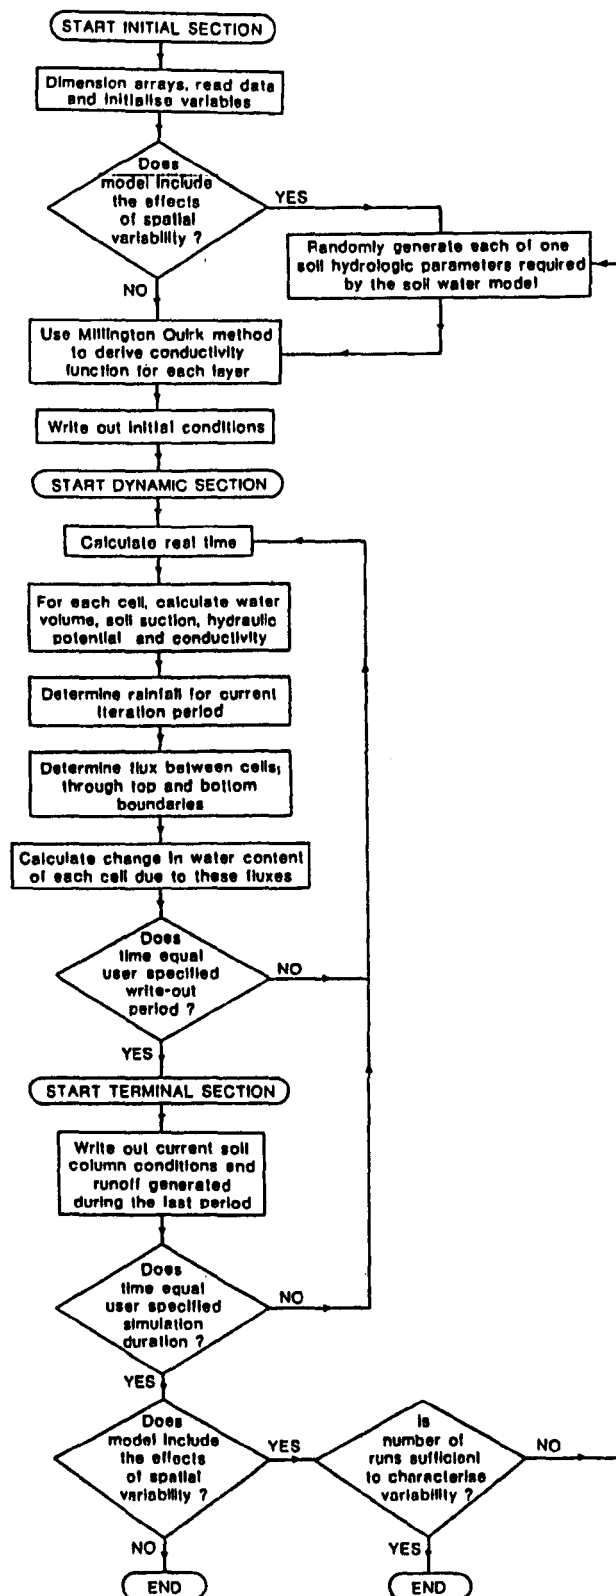 START INITIAL SECTION
Dimension arrays, read data
and initialise variables
Does
model include
the effects
of spatial
variability ?
YES
Randomly generate each of one
soil hydrologic parameters required
by the soil water model
NO
Use Millington Quirk method
to derive conductivity
function for each layer
Write out initial conditions
START DYNAMIC SECTION
Calculate real time
For each cell, calculate water
volume, soil suction, hydraulic
potential and conductivity
Determine rainfall for current
iteration period
Determine flux between cells;
through top and bottom
boundaries
Calculate change in water content
of each cell due to these fluxes
Does
time equal
user specified
write-out
period ?
NO
YES
START TERMINAL SECTION
Write out current soil
column conditions and
runoff generated
during the last period
Does
time equal
user specified
simulation
duration ?
NO
YES
Does
model include
the effects
of spatial
variability ?
YES
Is
number of
runs sufficient
to characterise
variability ?
NO
NO
YES
END
END